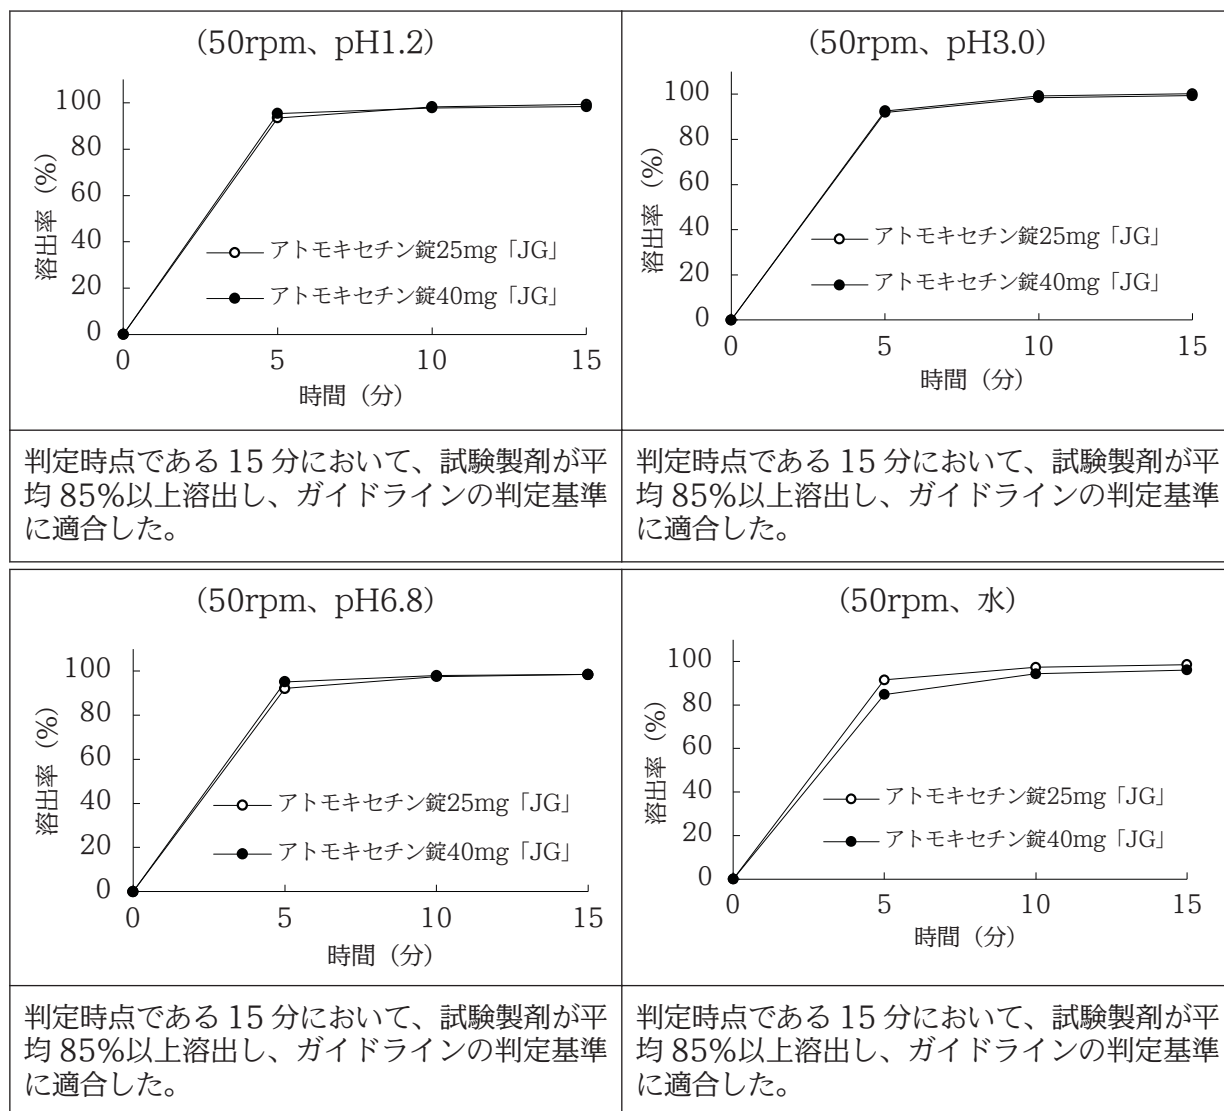 (50rpm、pH1.2)
100
80
60
40
20
0
溶出率 (%)
アトモキセチン錠25mg「JG」
アトモキセチン錠40mg「JG」
0 5 10 15
時間 (分)
(50rpm、pH3.0)
100
80
60
40
20
0
溶出率 (%)
アトモキセチン錠25mg「JG」
アトモキセチン錠40mg「JG」
0 5 10 15
時間 (分)
判定時点である 15 分において、試験製剤が平
均 85%以上溶出し、ガイドラインの判定基準
に適合した。
判定時点である 15 分において、試験製剤が平
均 85%以上溶出し、ガイドラインの判定基準
に適合した。
(50rpm、pH6.8)
100
80
60
40
20
0
溶出率 (%)
アトモキセチン錠25mg「JG」
アトモキセチン錠40mg「JG」
0 5 10 15
時間 (分)
(50rpm、水)
100
80
60
40
20
0
溶出率 (%)
アトモキセチン錠25mg「JG」
アトモキセチン錠40mg「JG」
0 5 10 15
時間 (分)
判定時点である 15 分において、試験製剤が平
均 85%以上溶出し、ガイドラインの判定基準
に適合した。
判定時点である 15 分において、試験製剤が平
均 85%以上溶出し、ガイドラインの判定基準
に適合した。